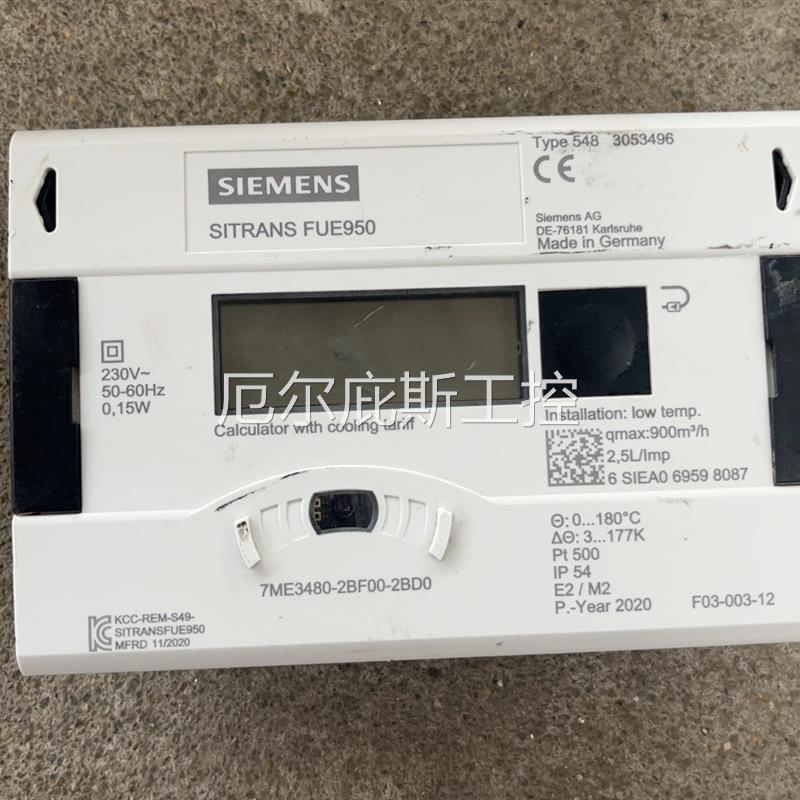 Type 548 3053496
CE
SIEMENS
SITRANS FUE950
Siemens AG
DE-76181 Karlsruhe
Made in Germany
230V~
50-60Hz
0,15W
厄尔庇斯工控
Calculator with cooling tariff
Installation: low temp.
qmax:900m³/h
2,5L/Imp
6 SIEA0 6959 8087
Θ: 0...180°C
ΔΘ: 3...177K
Pt 500
IP 54
E2 / M2
P.-Year 2020
F03-003-12
7ME3480-2BF00-2BD0
KCC-REM-S49-
SITRANSFUE950
MFRD 11/2020